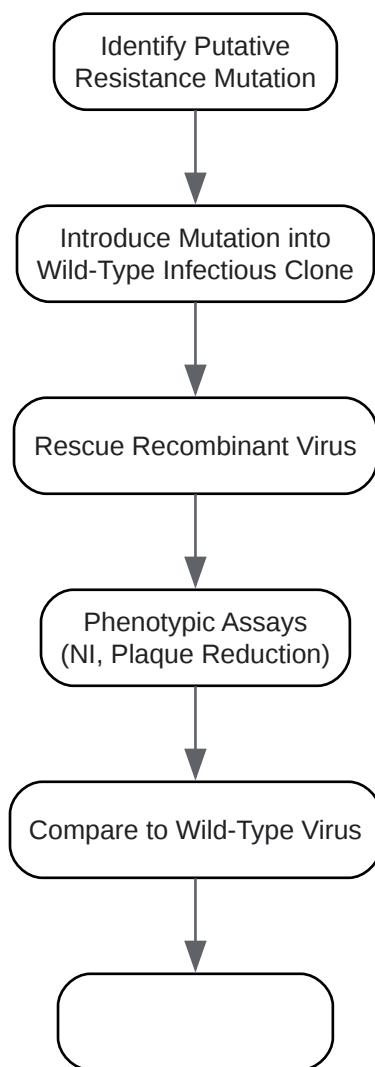 Identify Putative
Resistance Mutation
Introduce Mutation into
Wild-Type Infectious Clone
Rescue Recombinant Virus
Phenotypic Assays
(NI, Plaque Reduction)
Compare to Wild-Type Virus